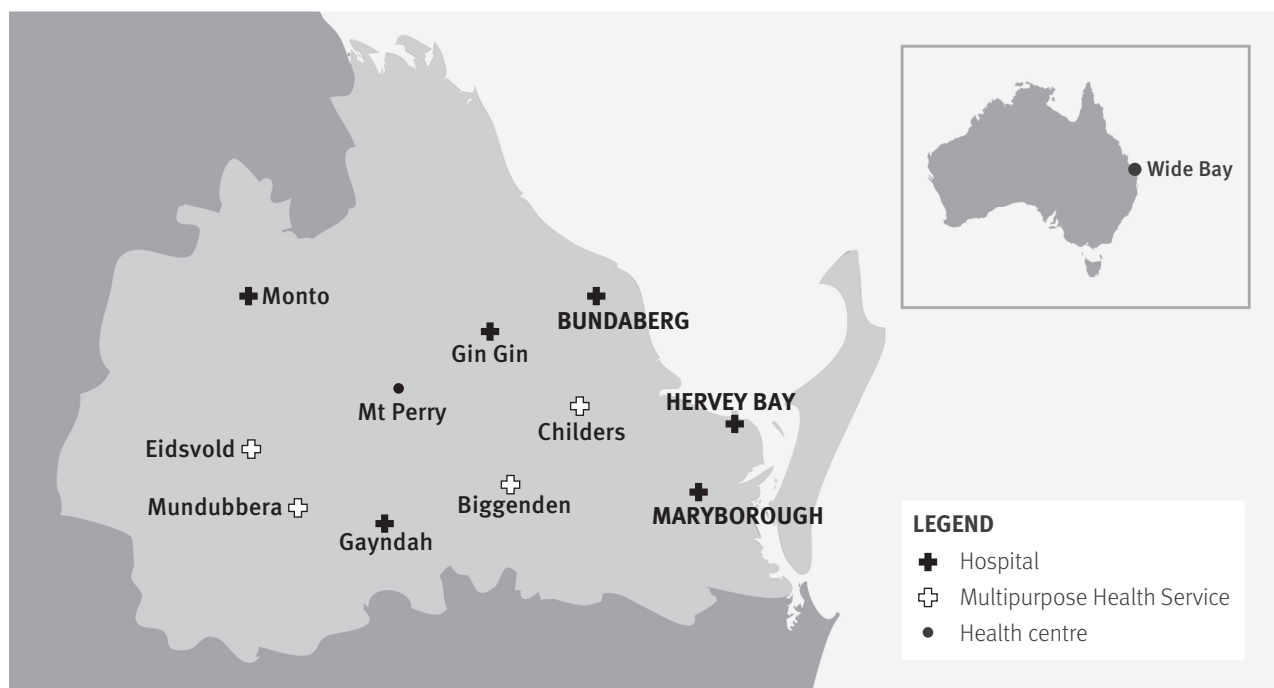 Wide Bay
Monto
BUNDABERG
Gin Gin
Mt Perry
HERVEY BAY
Childers
Eidsvold
Mundubbera
Biggenden
MARYBOROUGH
Gayndah
LEGEND
Hospital
Multipurpose Health Service
Health centre